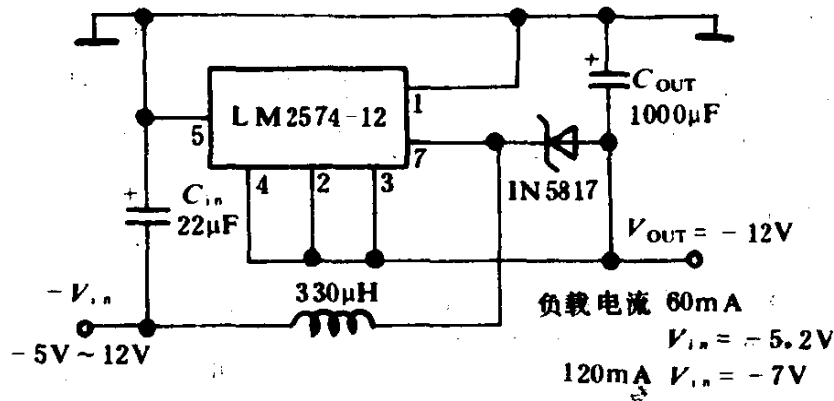 LM2574-12
1
5
7
4
2
3
+
C_OUT
1000μF
+
C_in
22μF
1N5817
V_OUT = -12V
330μH
-V_in
-5V~12V
负载电流 60mA
V_in = -5.2V
120mA V_in = -7V